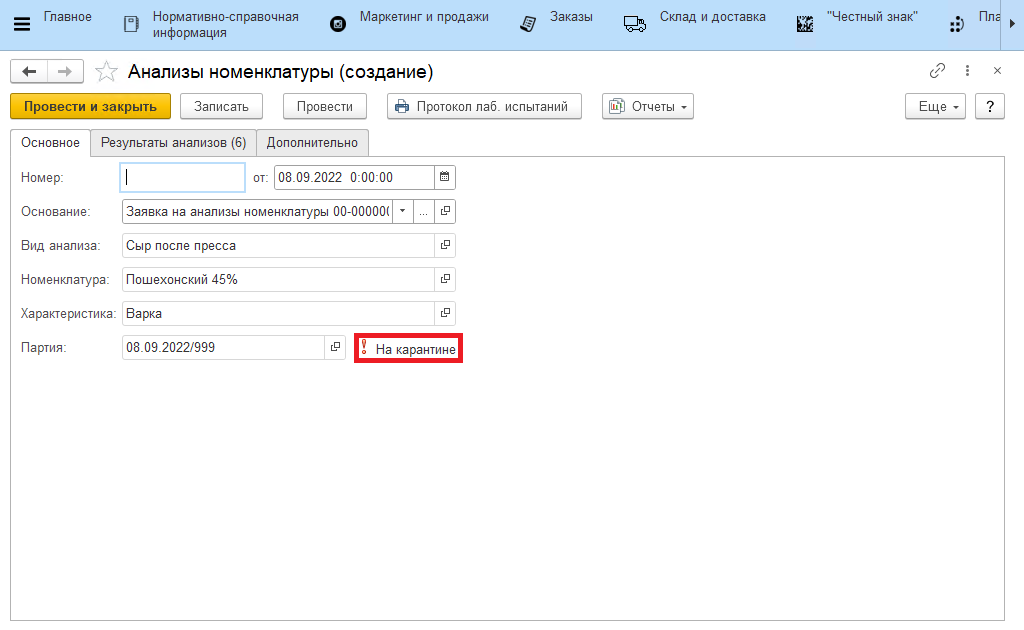 Главное
Нормативно-справочная
информация
Маркетинг и продажи
Заказы
Склад и доставка
"Честный знак"
Пла
Анализы номенклатуры (создание)
Провести и закрыть
Записать
Провести
Протокол лаб. испытаний
Отчеты
Еще
?
Основное
Результаты анализов (6)
Дополнительно
Номер:
от: 08.09.2022 0:00:00
Основание: Заявка на анализы номенклатуры 00-000000 ...
Вид анализа: Сыр после пресса
Номенклатура: Пошехонский 45%
Характеристика: Варка
Партия: 08.09.2022/999
На карантине